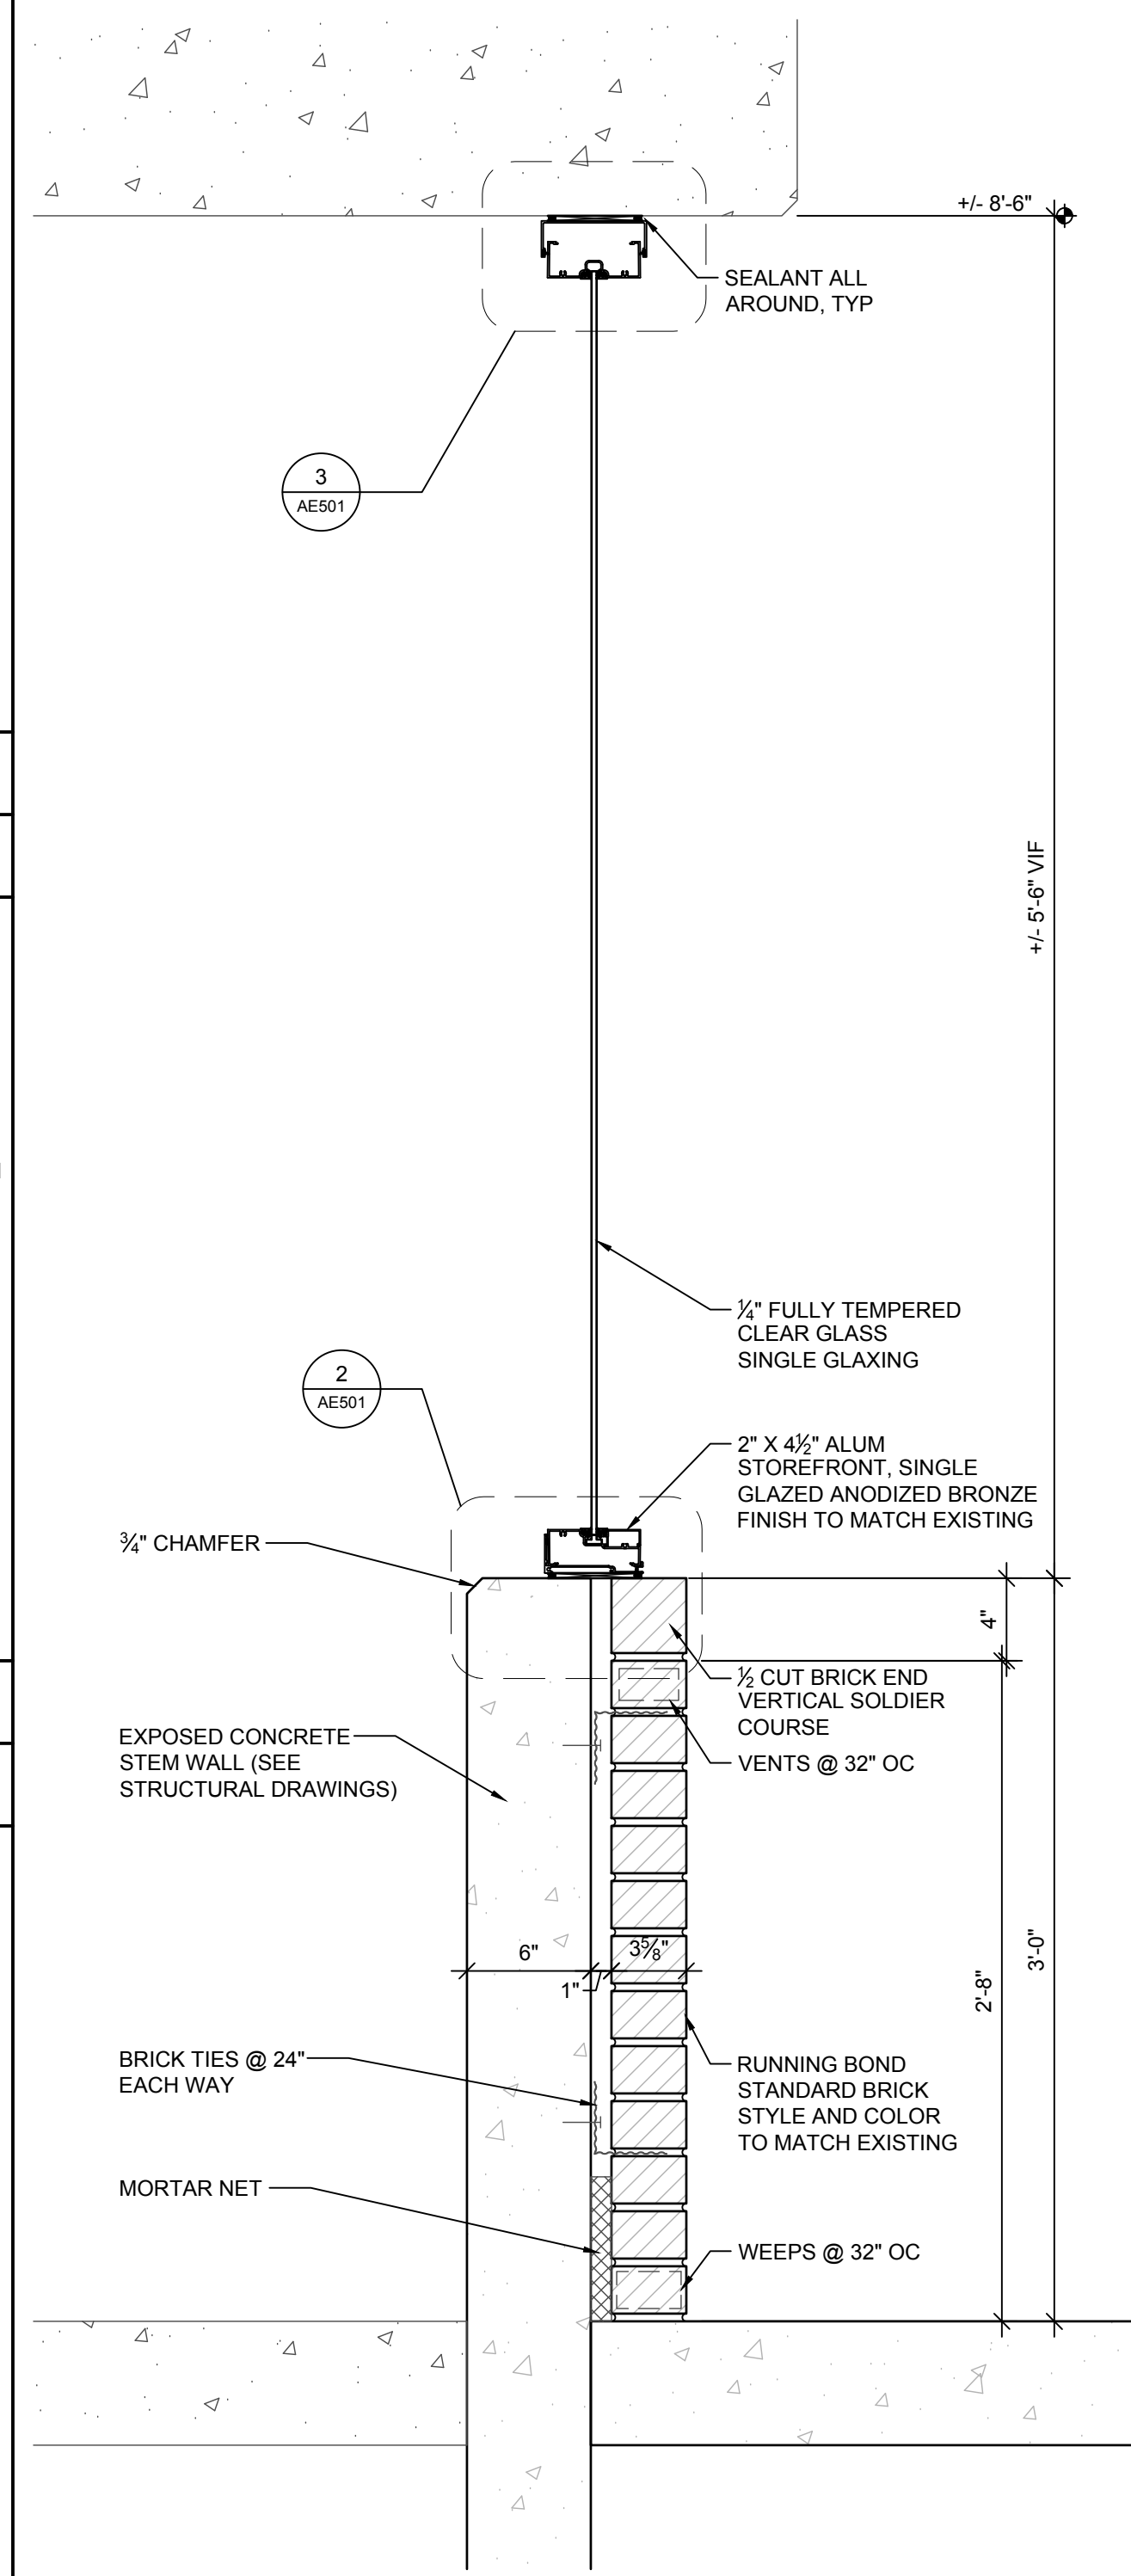 +/- 8'-6"
SEALANT ALL
AROUND, TYP
3
AE501
+/- 5'-6" VIF
¼" FULLY TEMPERED
CLEAR GLASS
SINGLE GLAXING
2
AE501
2" X 4½" ALUM
STOREFRONT, SINGLE
GLAZED ANODIZED BRONZE
FINISH TO MATCH EXISTING
¾" CHAMFER
4"
½ CUT BRICK END
VERTICAL SOLDIER
COURSE
EXPOSED CONCRETE
STEM WALL (SEE
STRUCTURAL DRAWINGS)
VENTS @ 32" OC
6"
3⅝"
1"
2'-8"
3'-0"
BRICK TIES @ 24"
EACH WAY
RUNNING BOND
STANDARD BRICK
STYLE AND COLOR
TO MATCH EXISTING
MORTAR NET
WEEPS @ 32" OC